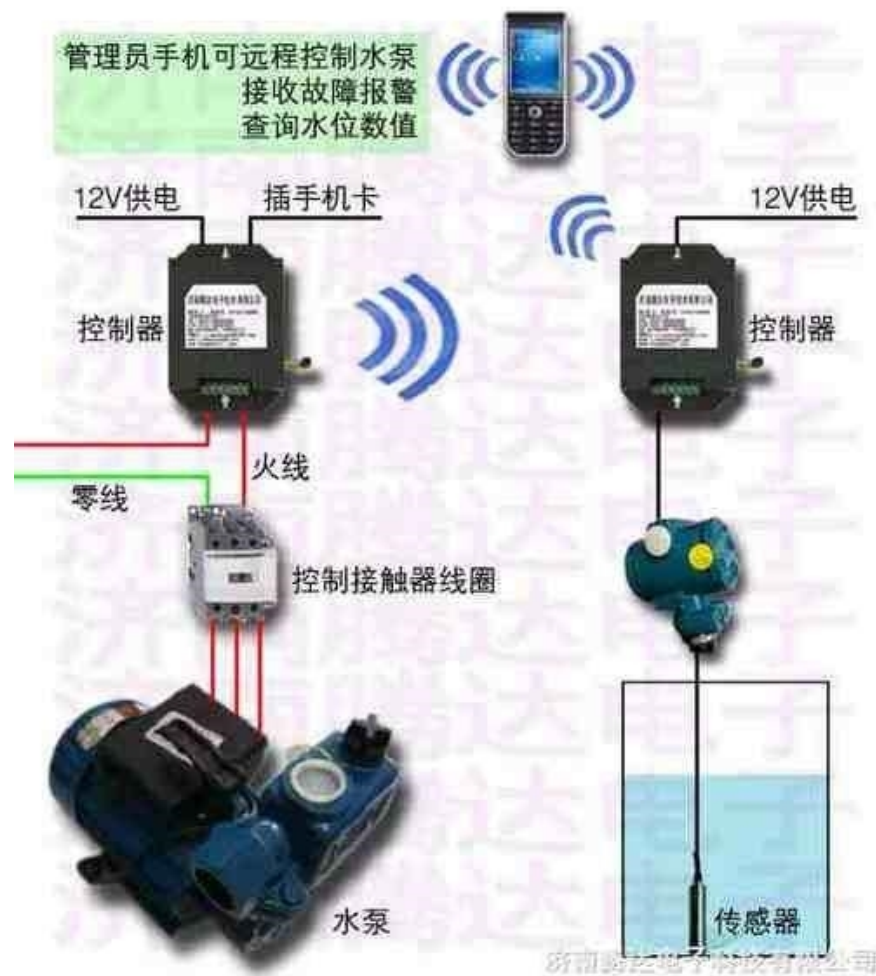 管理员手机可远程控制水泵
接收故障报警
查询水位数值
12V供电
插手机卡
12V供电
控制器
控制器
火线
零线
控制接触器线圈
水泵
传感器